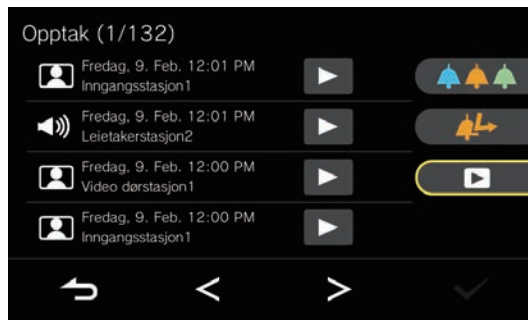 Opptak (1/132)
Fredag, 9. Feb. 12:01 PM
Inngangsstasjon1
Fredag, 9. Feb. 12:01 PM
Leietakerstasjon2
Fredag, 9. Feb. 12:00 PM
Video dørstasjon1
Fredag, 9. Feb. 12:00 PM
Inngangsstasjon1